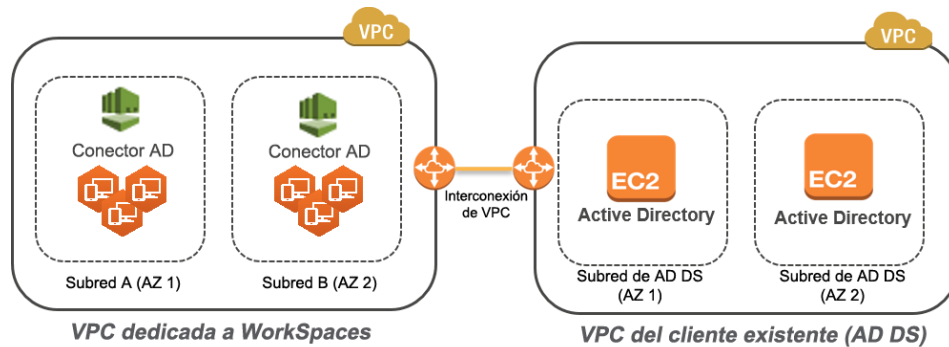 VPC
VPC
Conector AD
Conector AD
EC2
EC2
Active Directory
Active Directory
Interconexión
de VPC
Subred A (AZ 1)
Subred B (AZ 2)
Subred de AD DS
(AZ 1)
Subred de AD DS
(AZ 2)
VPC dedicada a WorkSpaces
VPC del cliente existente (AD DS)